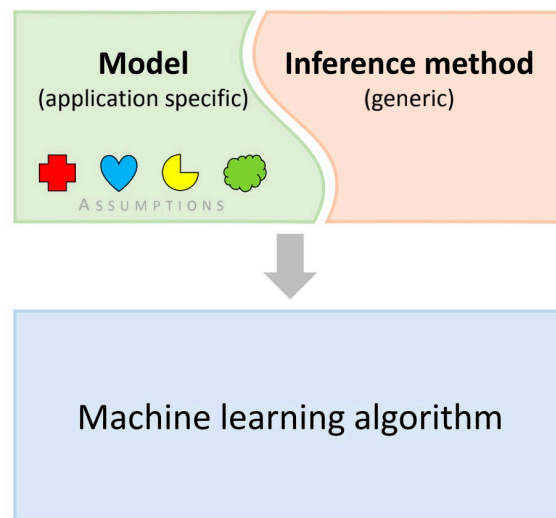 Model
(application specific)
ASSUMPTIONS
Inference method
(generic)
Machine learning algorithm